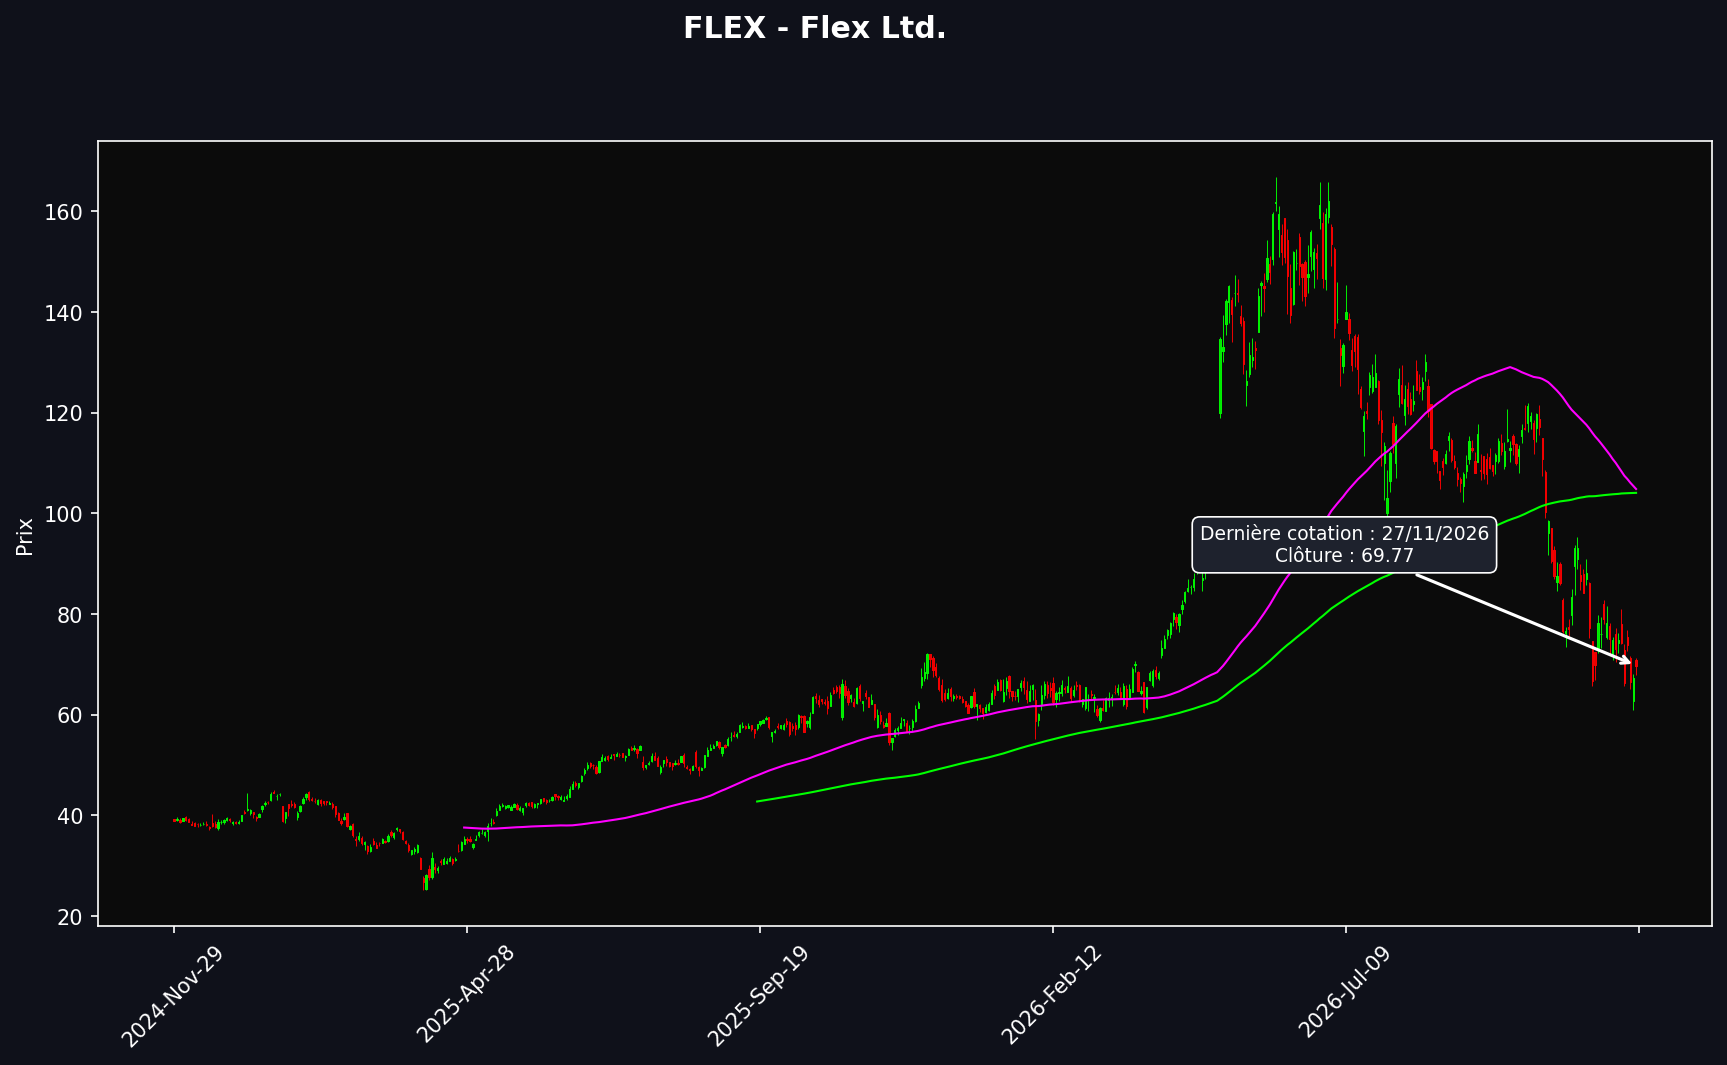 FLEX - Flex Ltd.
Prix
160
140
120
100
80
60
40
20
Dernière cotation : 27/11/2026
Clôture : 69.77
2024-Nov-29
2025-Apr-28
2025-Sep-19
2026-Feb-12
2026-Jul-09